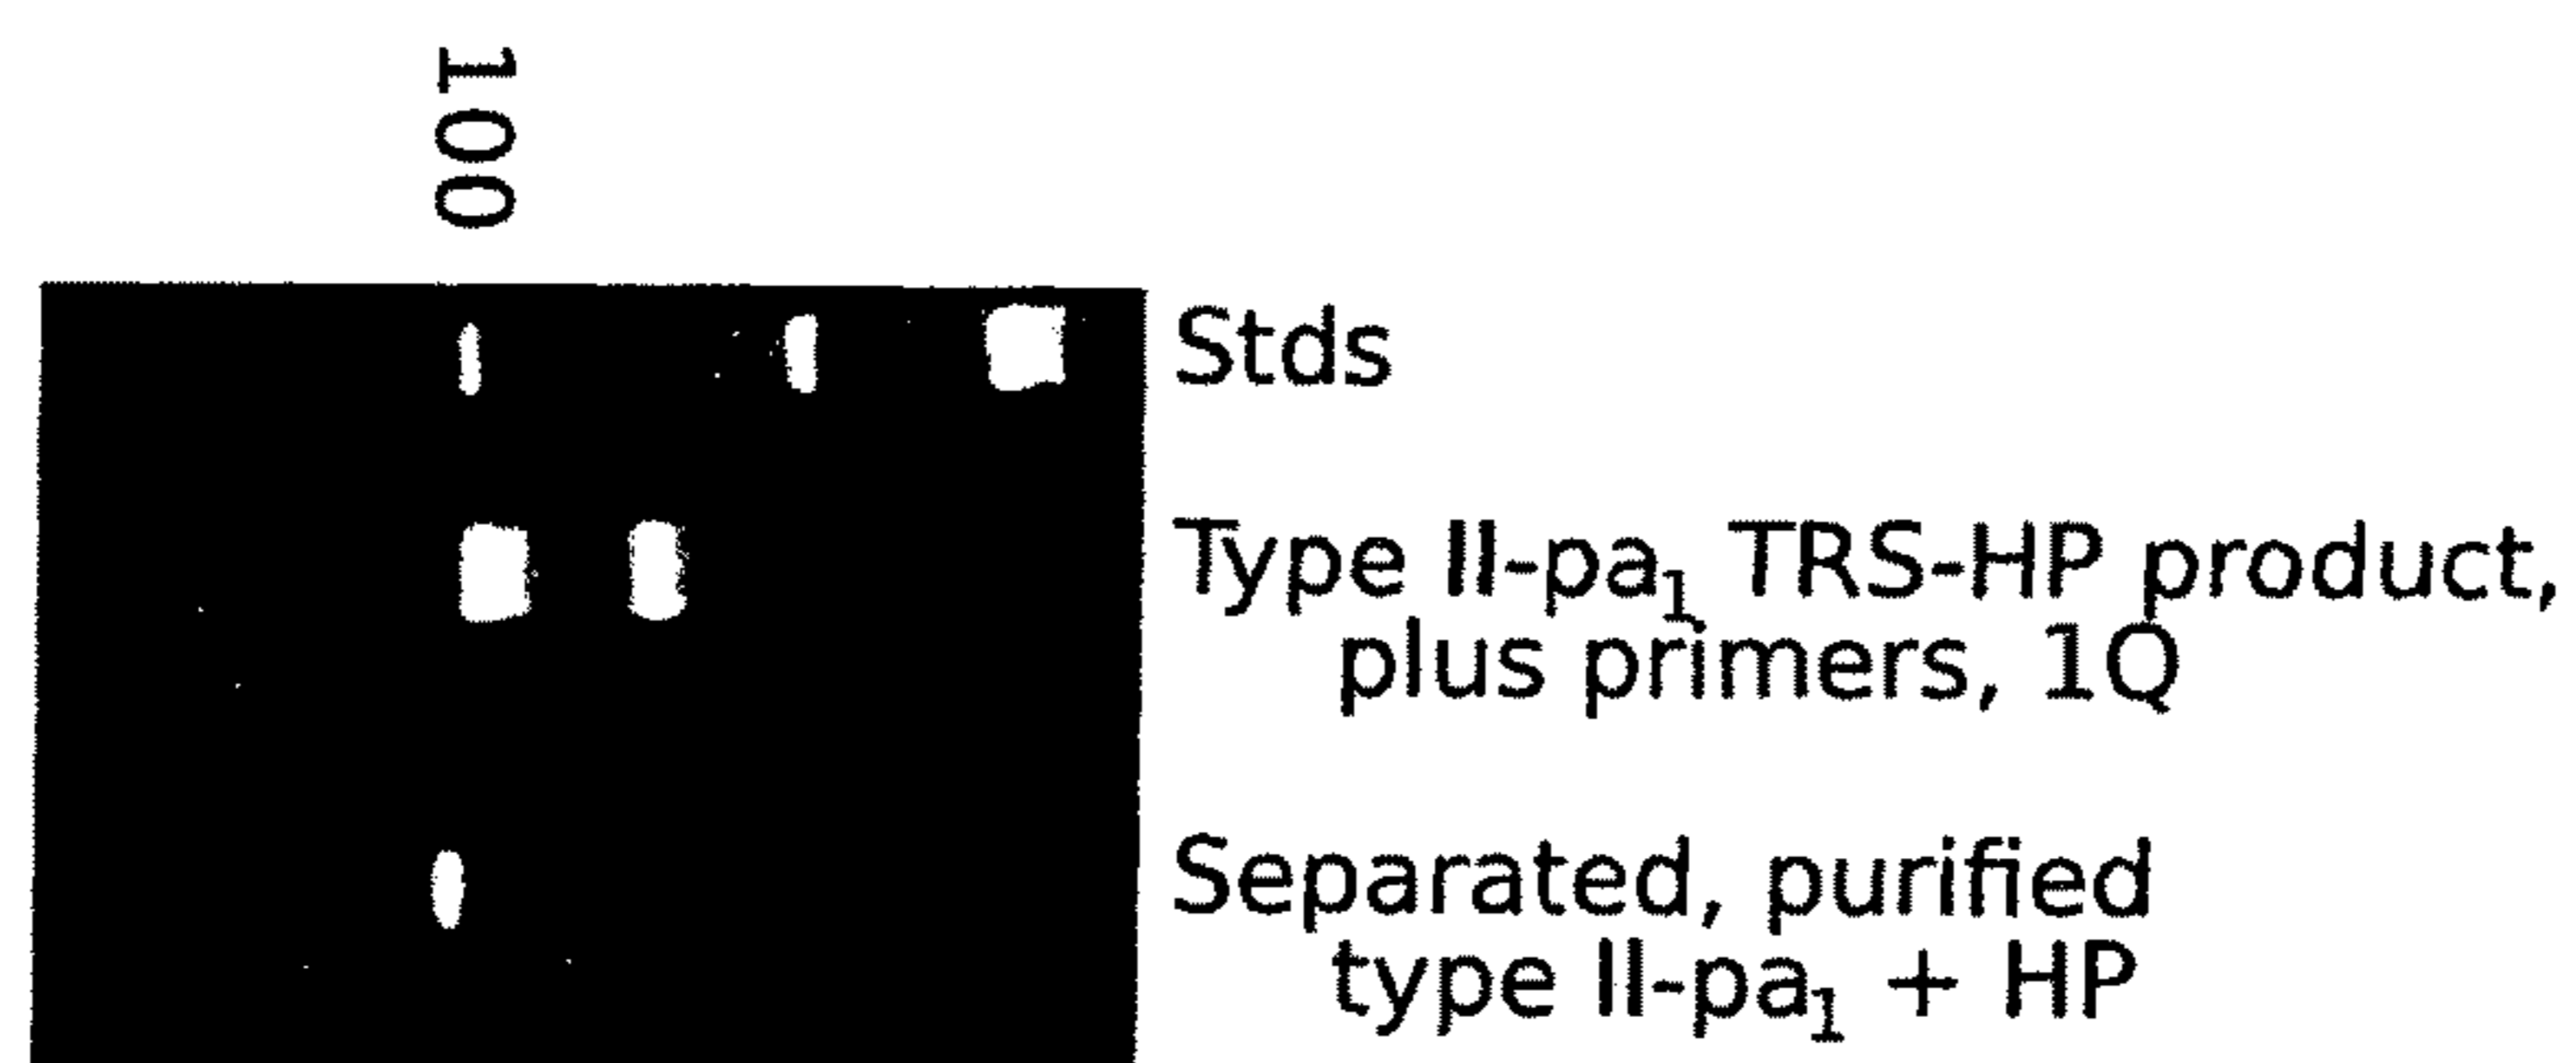 100
Stds
Type II-pa₁ TRS-HP product,
plus primers, 1Q
Separated, purified
type II-pa₁ + HP